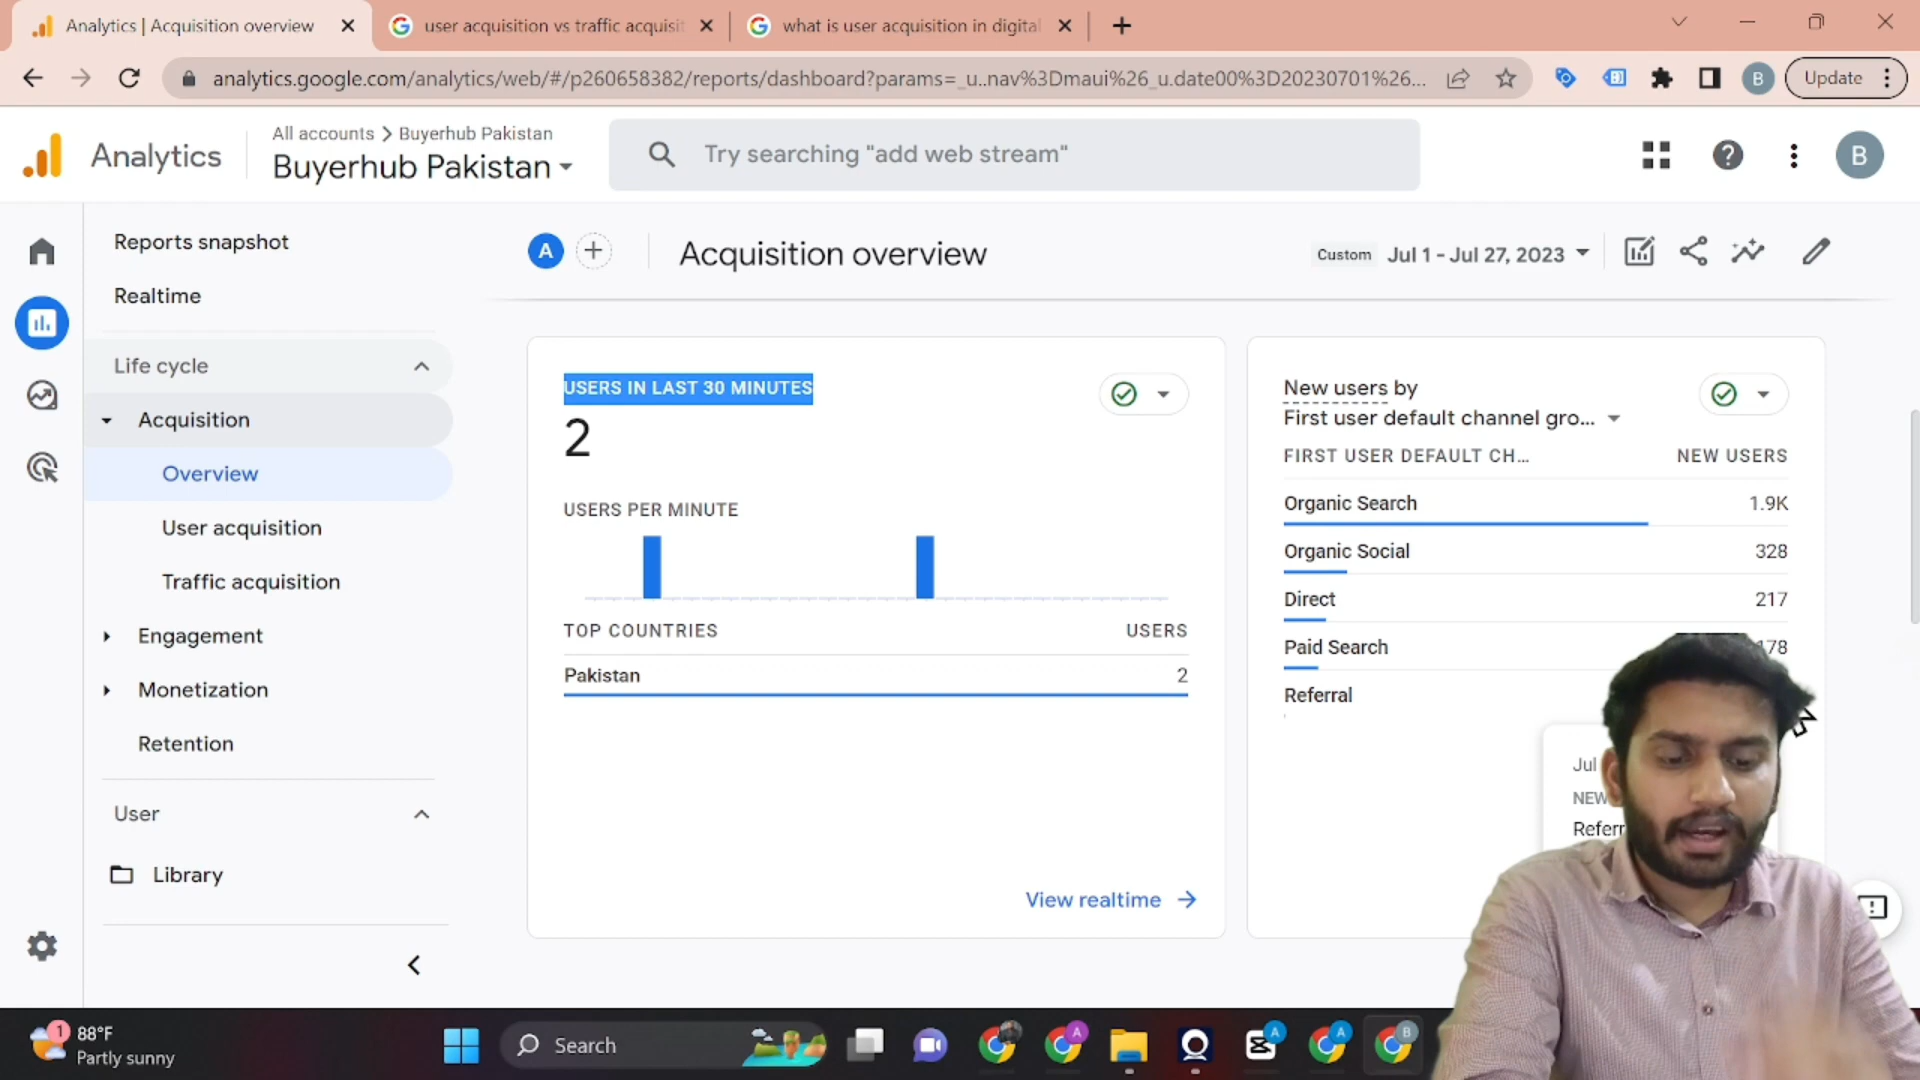 Analytics | Acquisition overview
user acquisition vs traffic acquisit
what is user acquisition in digital
analytics.google.com/analytics/web/#/p260658382/reports/dashboard?params=_u..nav%3Dmaui%26_u.date00%3D20230701%26...
B
Update
Analytics
All accounts > Buyerhub Pakistan
Buyerhub Pakistan
Try searching "add web stream"
B
Reports snapshot
Realtime
Life cycle
Acquisition
Overview
User acquisition
Traffic acquisition
Engagement
Monetization
Retention
User
Library
A
Acquisition overview
Custom Jul 1 - Jul 27, 2023
USERS IN LAST 30 MINUTES
2
USERS PER MINUTE
TOP COUNTRIES USERS
Pakistan 2
View realtime
New users by
First user default channel gro...
FIRST USER DEFAULT CH... NEW USERS
Organic Search 1.9K
Organic Social 328
Direct 217
Paid Search 178
Referral
Jul
NEW
Referr
1
88°F
Partly sunny
Search
A
A
A
B